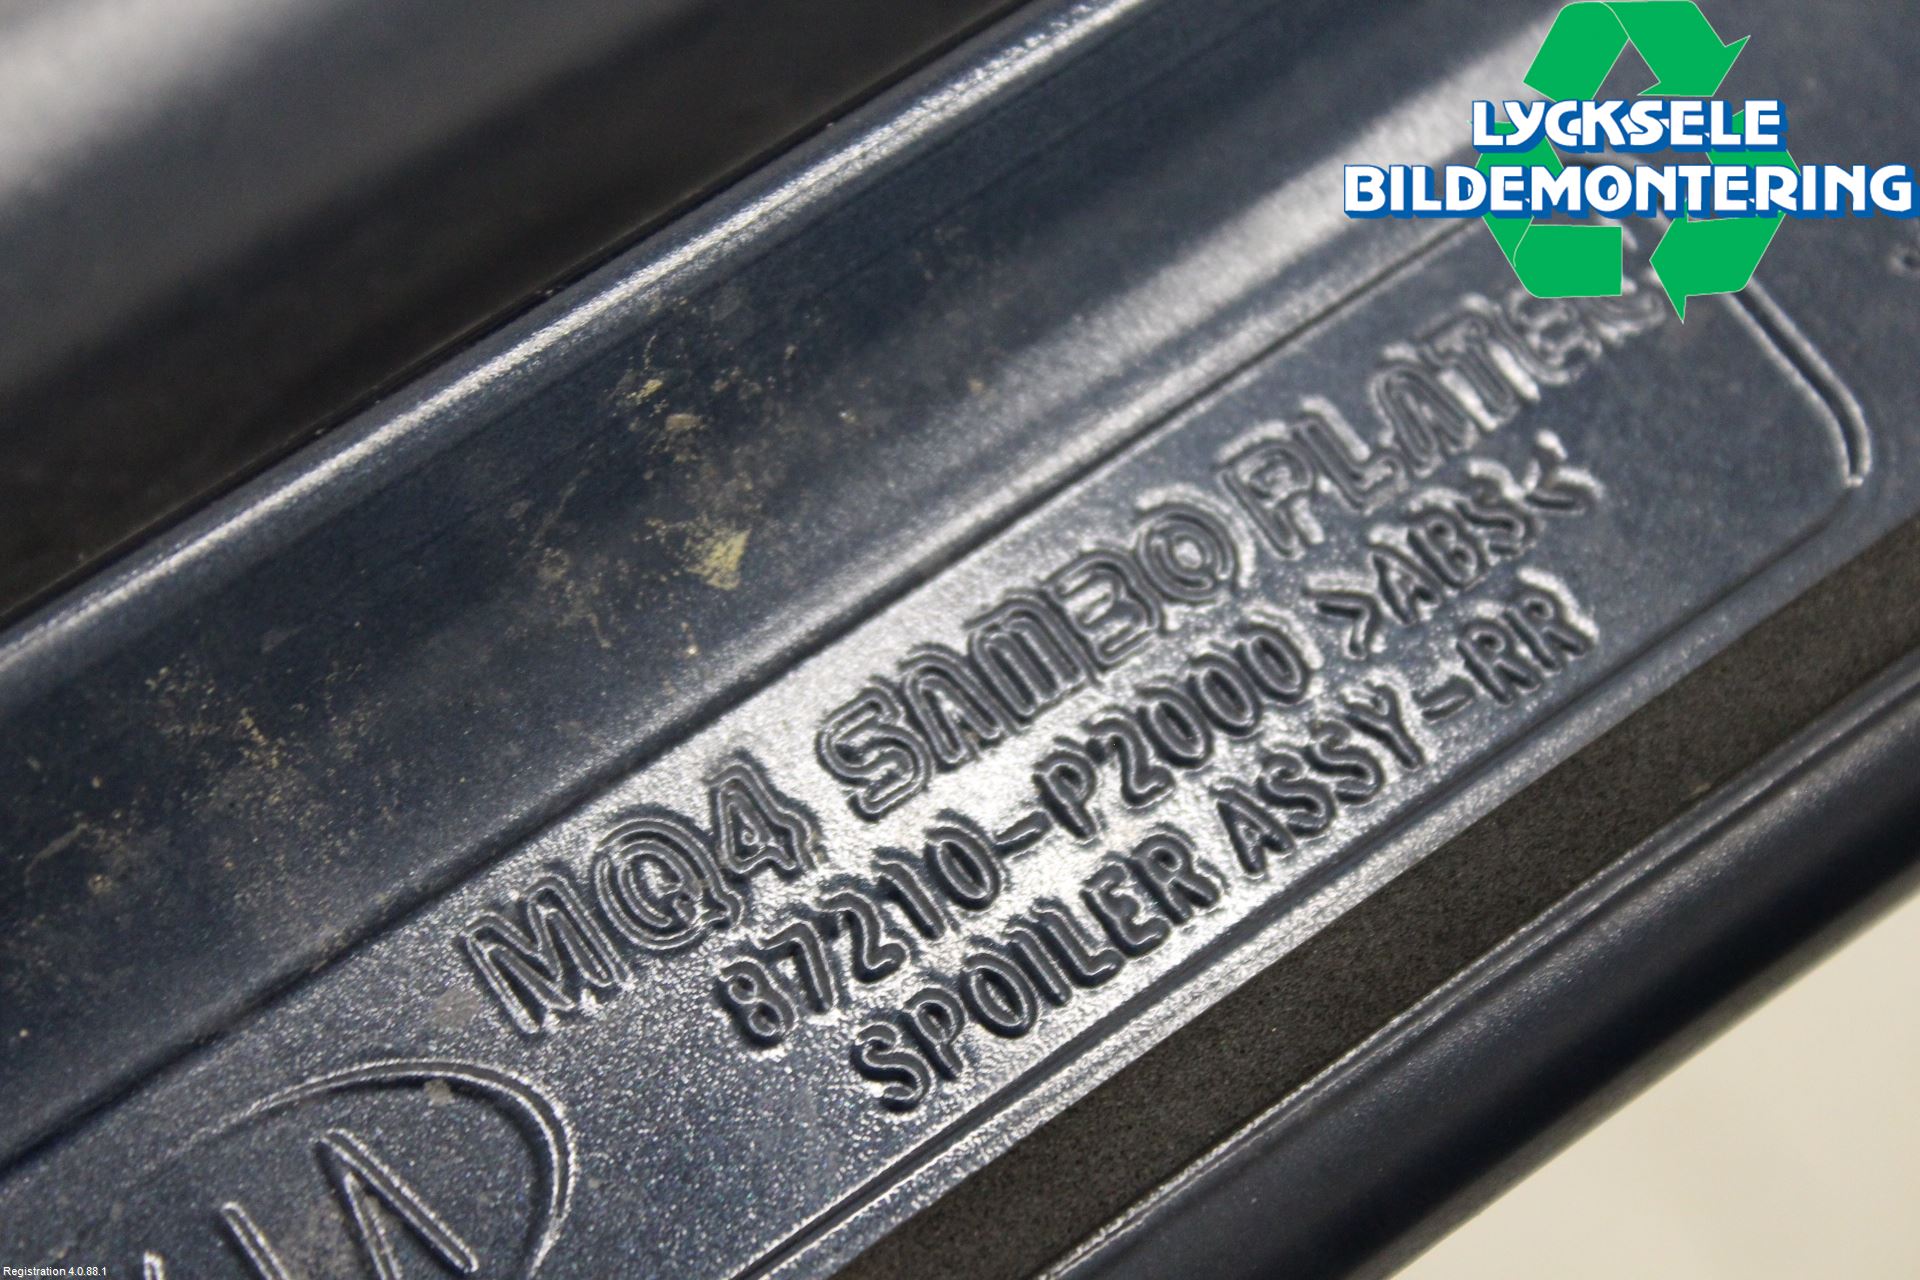 LYCKSELE
BILDEMONTERING
MQ4 SAMBO PLATEC
87210-P2000 >ABS<
SPOILER ASSY-RR
Registration 4.0.88.1